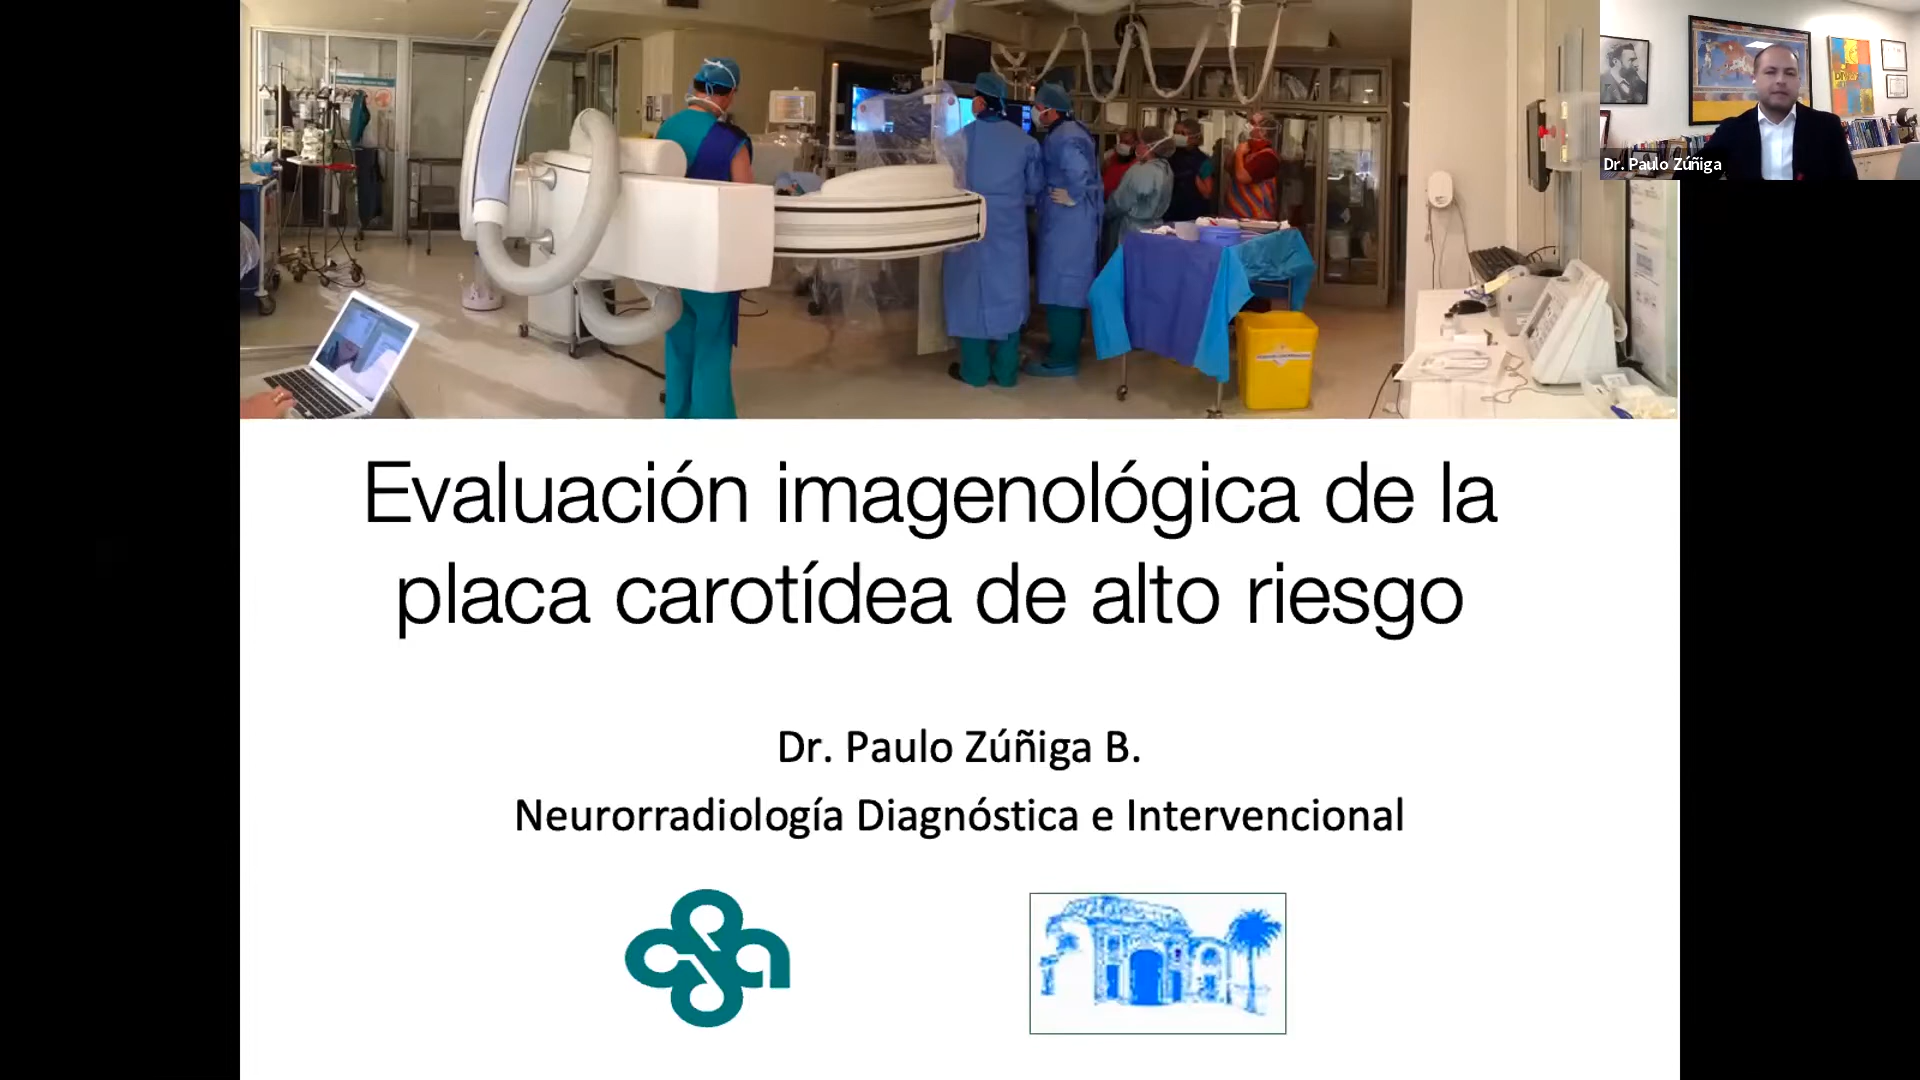 Dr. Paulo Zúñiga
Evaluación imagenológica de la
placa carotídea de alto riesgo
Dr. Paulo Zúñiga B.
Neurorradiología Diagnóstica e Intervencional